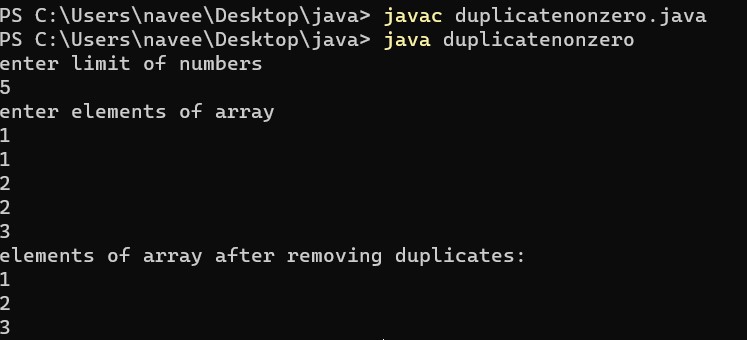 PS C:\Users\navee\Desktop\java> javac duplicatenonzero.java
PS C:\Users\navee\Desktop\java> java duplicatenonzero
enter limit of numbers
5
enter elements of array
1
1
2
2
3
elements of array after removing duplicates:
1
2
3